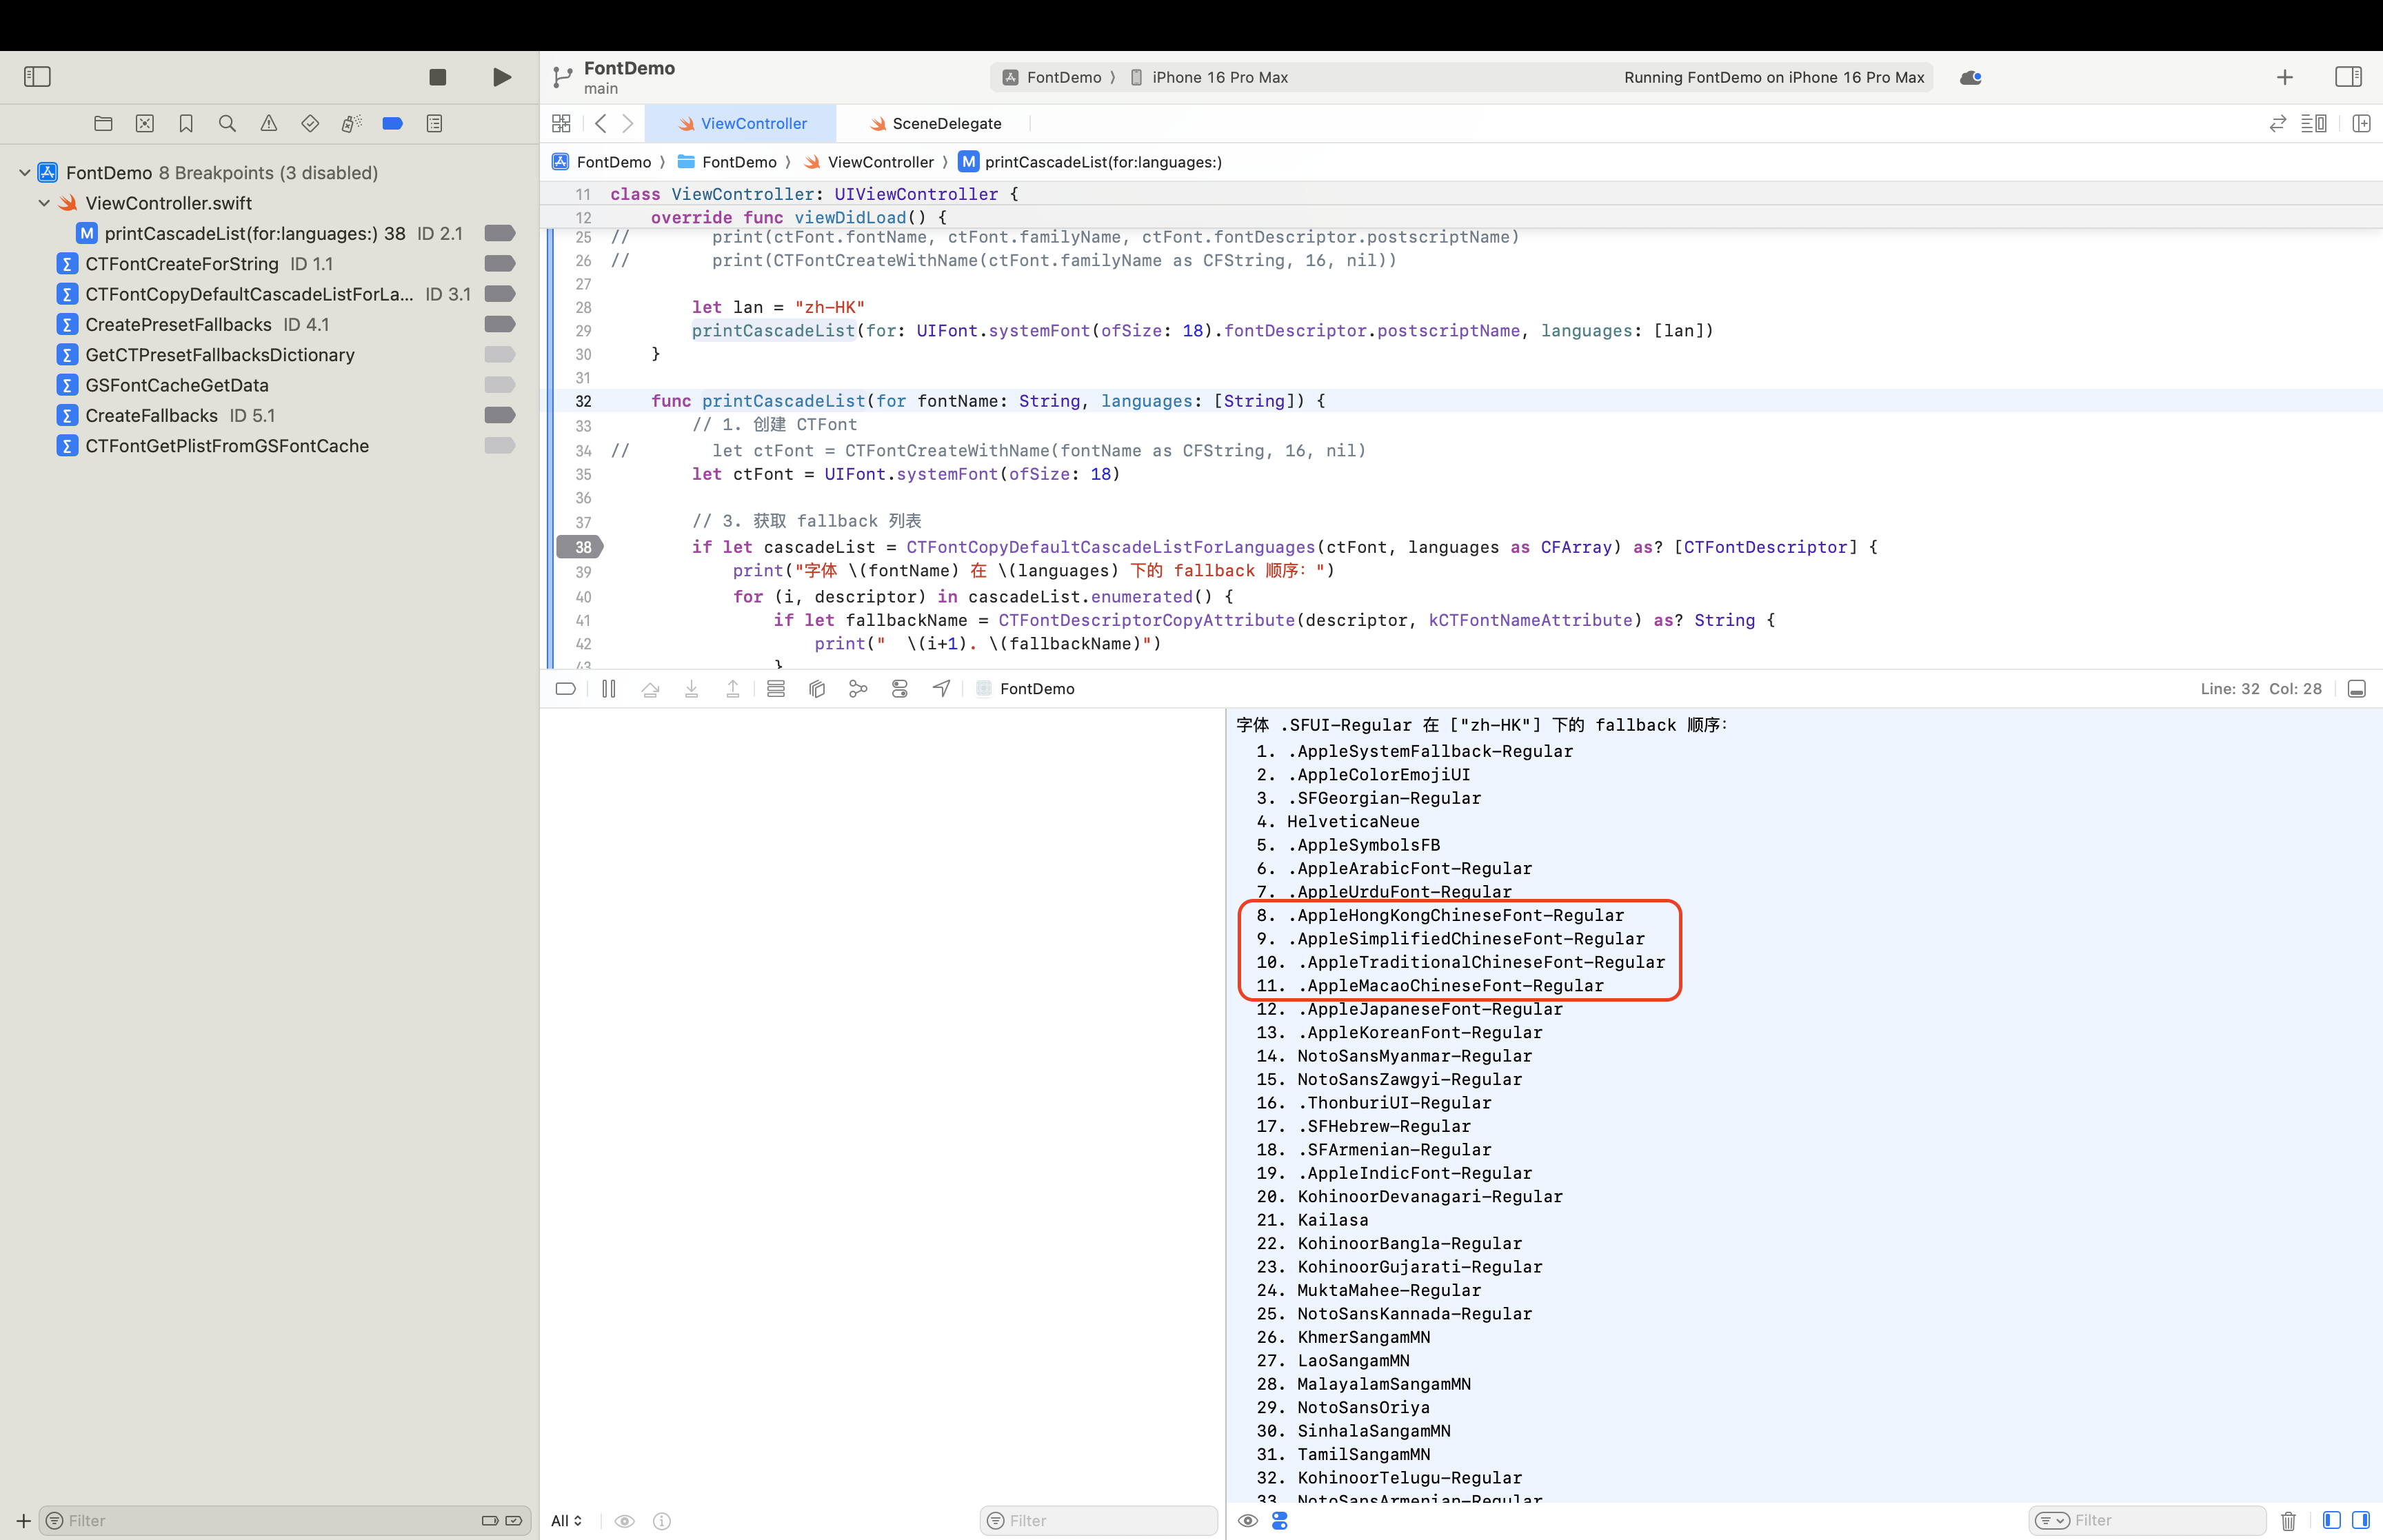 FontDemo
main
FontDemo 〉 iPhone 16 Pro Max
Running FontDemo on iPhone 16 Pro Max
ViewController
SceneDelegate
FontDemo 〉 FontDemo 〉 ViewController 〉 M printCascadeList(for:languages:)
FontDemo 8 Breakpoints (3 disabled)
ViewController.swift
M printCascadeList(for:languages:) 38 ID 2.1
Σ CTFontCreateForString ID 1.1
Σ CTFontCopyDefaultCascadeListForLa... ID 3.1
Σ CreatePresetFallbacks ID 4.1
Σ GetCTPresetFallbacksDictionary
Σ GSFontCacheGetData
Σ CreateFallbacks ID 5.1
Σ CTFontGetPlistFromGSFontCache
Filter
11 class ViewController: UIViewController {
12 override func viewDidLoad() {
25 // print(ctFont.fontName, ctFont.familyName, ctFont.fontDescriptor.postscriptName)
26 // print(CTFontCreateWithName(ctFont.familyName as CFString, 16, nil))
27
28 let lan = "zh-HK"
29 printCascadeList(for: UIFont.systemFont(ofSize: 18).fontDescriptor.postscriptName, languages: [lan])
30 }
31
32 func printCascadeList(for fontName: String, languages: [String]) {
33 // 1. 创建 CTFont
34 // let ctFont = CTFontCreateWithName(fontName as CFString, 16, nil)
35 let ctFont = UIFont.systemFont(ofSize: 18)
36
37 // 3. 获取 fallback 列表
38 if let cascadeList = CTFontCopyDefaultCascadeListForLanguages(ctFont, languages as CFArray) as? [CTFontDescriptor] {
39 print("字体 \(fontName) 在 \(languages) 下的 fallback 顺序：")
40 for (i, descriptor) in cascadeList.enumerated() {
41 if let fallbackName = CTFontDescriptorCopyAttribute(descriptor, kCTFontNameAttribute) as? String {
42 print("  \(i+1). \(fallbackName)")
43 }
FontDemo
Line: 32 Col: 28
字体 .SFUI-Regular 在 ["zh-HK"] 下的 fallback 顺序：
1. .AppleSystemFallback-Regular
2. .AppleColorEmojiUI
3. .SFGeorgian-Regular
4. HelveticaNeue
5. .AppleSymbolsFB
6. .AppleArabicFont-Regular
7. .AppleUrduFont-Regular
8. .AppleHongKongChineseFont-Regular
9. .AppleSimplifiedChineseFont-Regular
10. .AppleTraditionalChineseFont-Regular
11. .AppleMacaoChineseFont-Regular
12. .AppleJapaneseFont-Regular
13. .AppleKoreanFont-Regular
14. NotoSansMyanmar-Regular
15. NotoSansZawgyi-Regular
16. .ThonburiUI-Regular
17. .SFHebrew-Regular
18. .SFArmenian-Regular
19. .AppleIndicFont-Regular
20. KohinoorDevanagari-Regular
21. Kailasa
22. KohinoorBangla-Regular
23. KohinoorGujarati-Regular
24. MuktaMahee-Regular
25. NotoSansKannada-Regular
26. KhmerSangamMN
27. LaoSangamMN
28. MalayalamSangamMN
29. NotoSansOriya
30. SinhalaSangamMN
31. TamilSangamMN
32. KohinoorTelugu-Regular
33. NotoSansArmenian-Regular
All
Filter
Filter